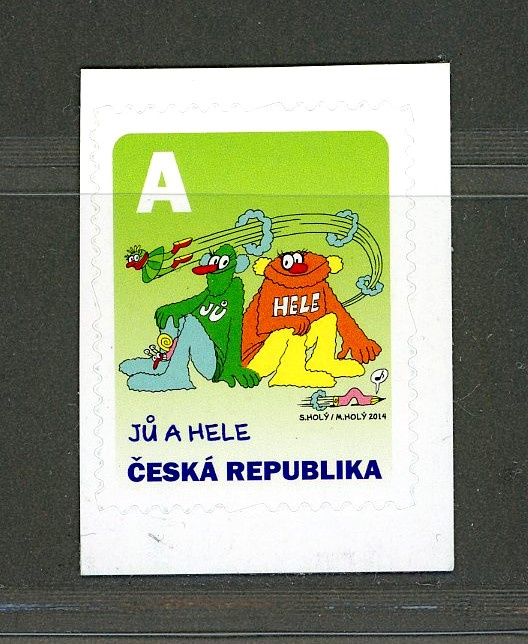 A
JŮ
HELE
S.HOLÝ / M.HOLÝ 2014
JŮ A HELE
ČESKÁ REPUBLIKA